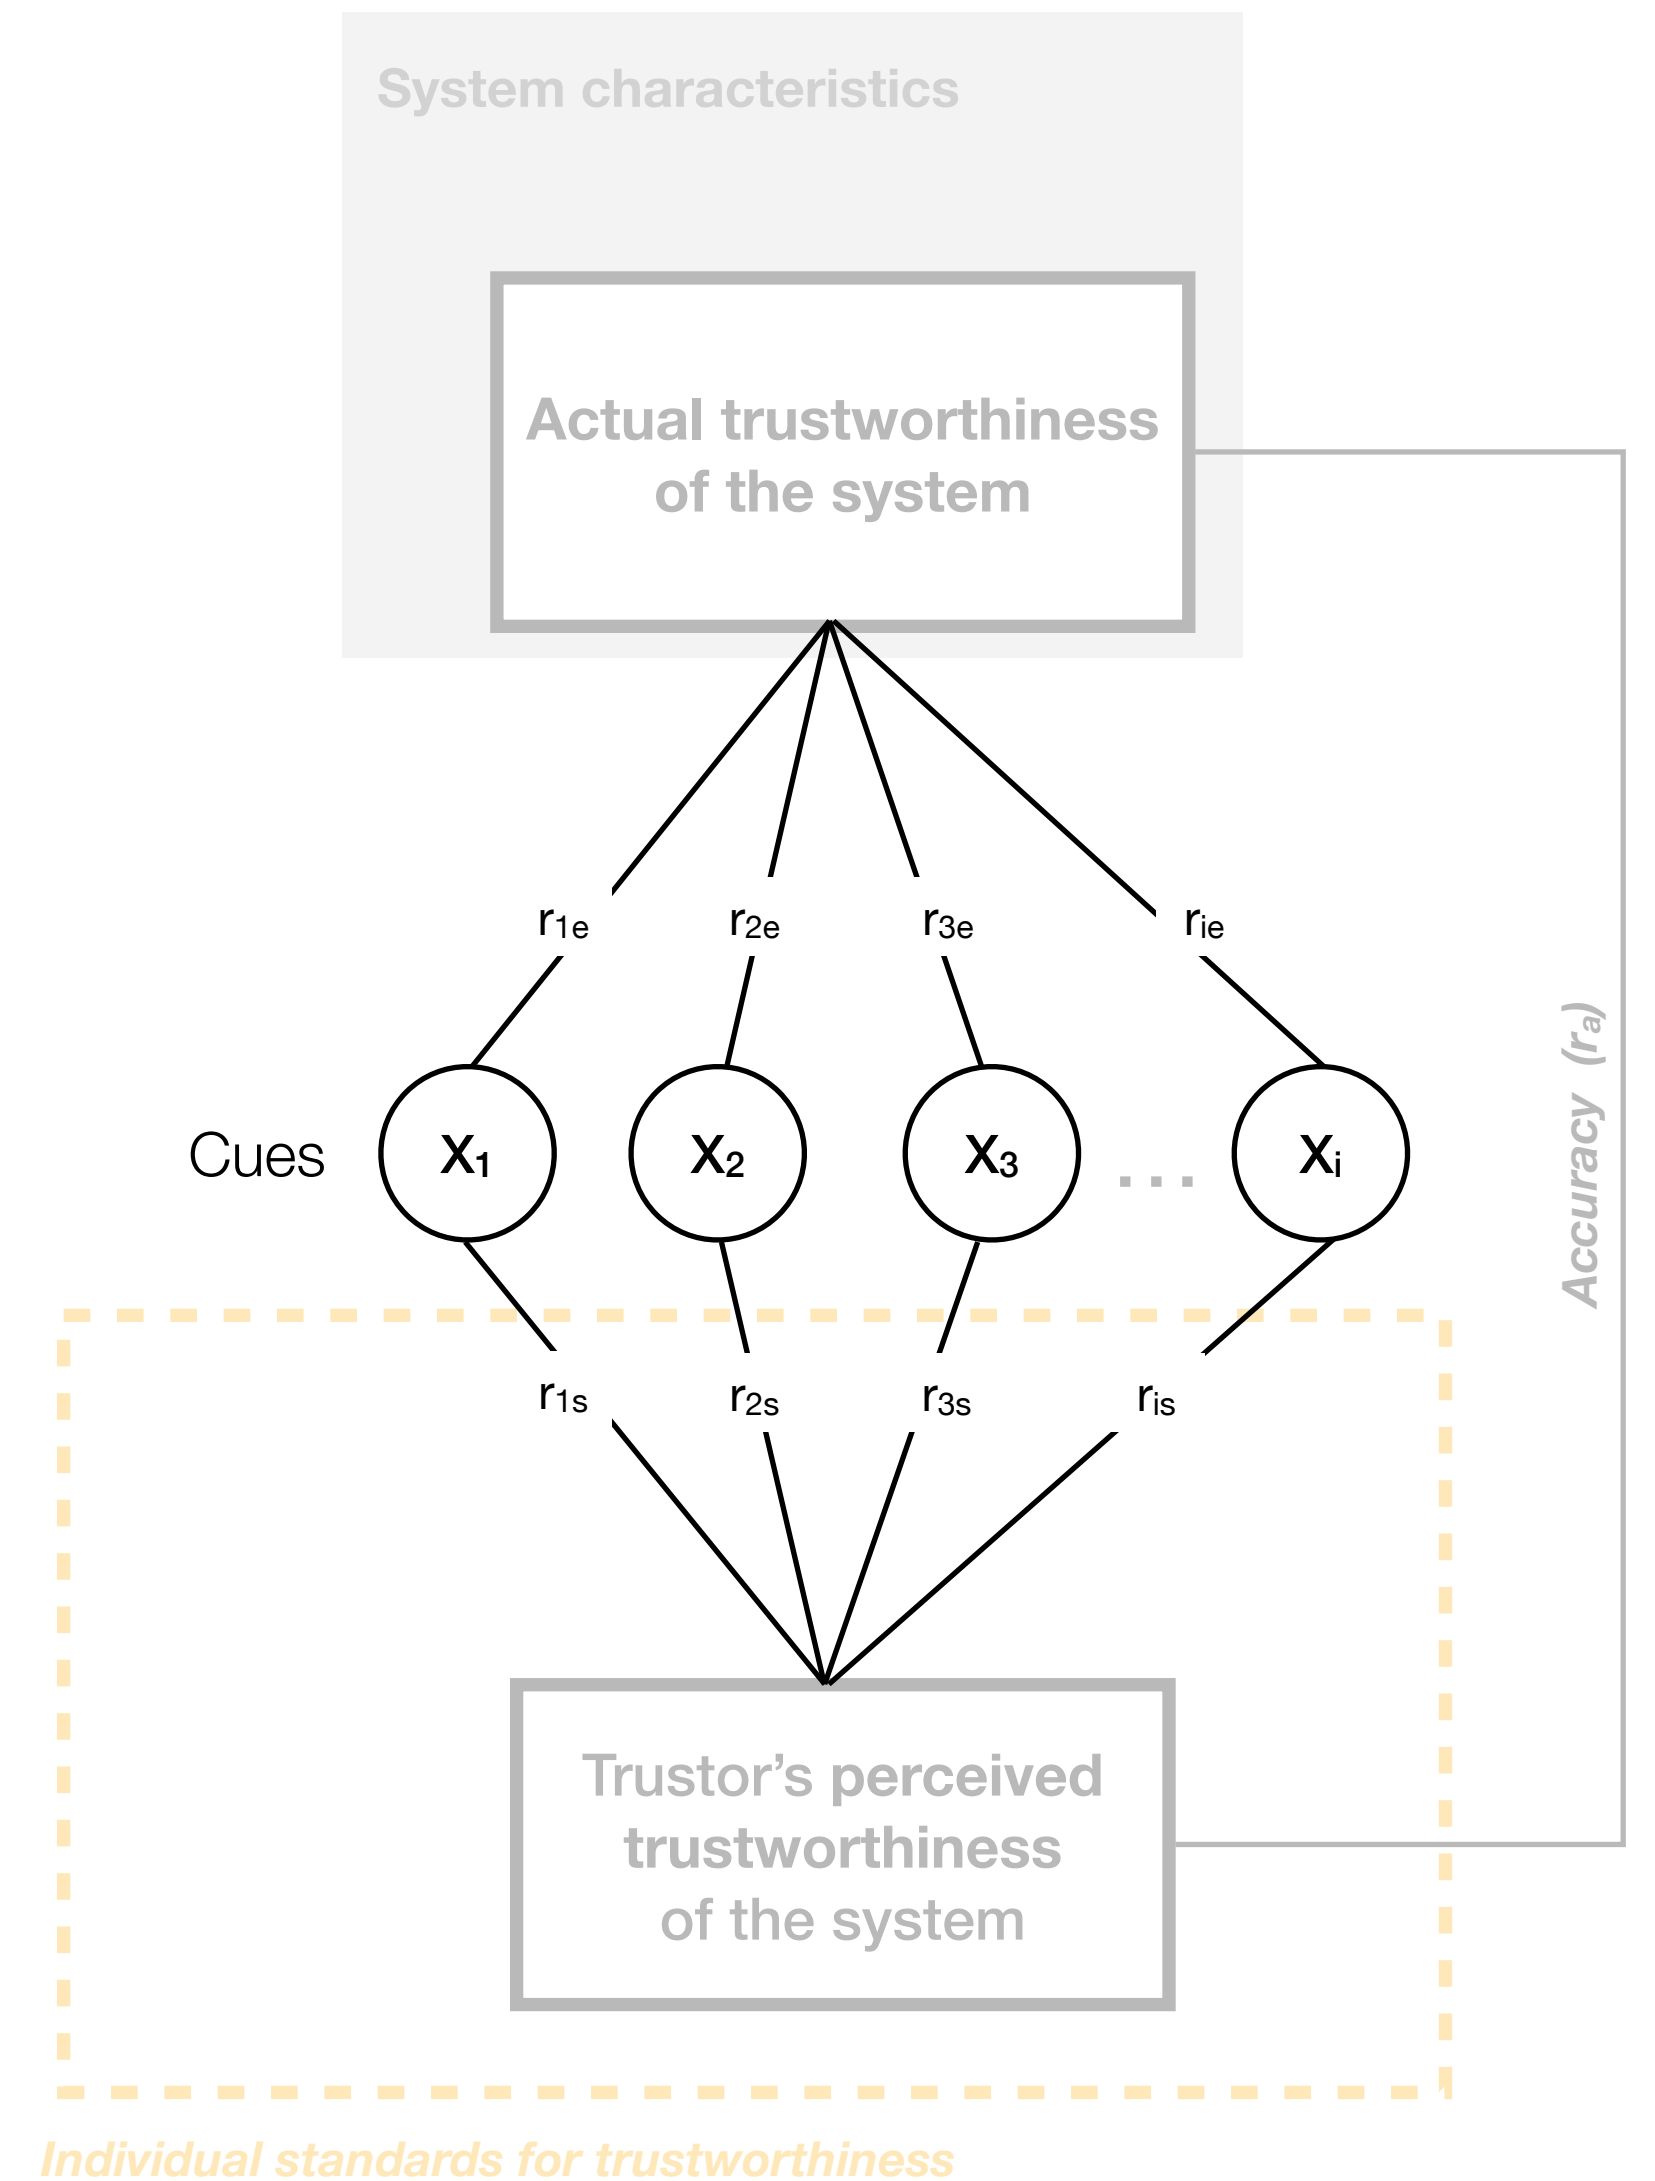 System characteristics
Actual trustworthiness
of the system
r1e r2e r3e rie
Cues X1 X2 X3 ... Xi
Accuracy (ra)
r1s r2s r3s ris
Trustor’s perceived
trustworthiness
of the system
Individual standards for trustworthiness